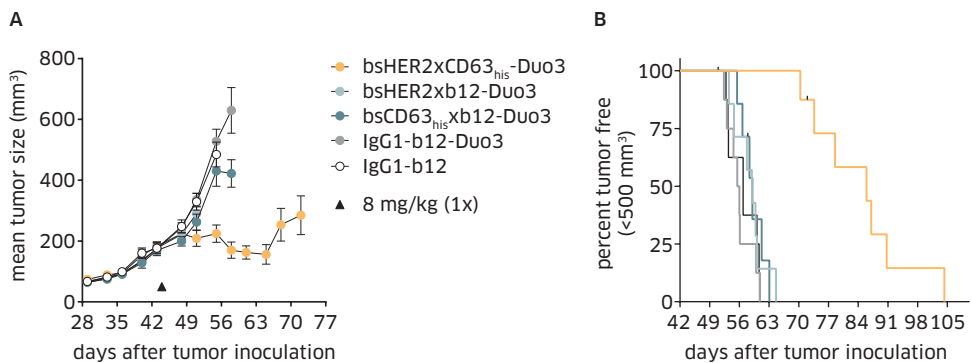 A
mean tumor size (mm³)
800
600
400
200
0
28 35 42 49 56 63 70 77
days after tumor inoculation
bsHER2xCD63his-Duo3
bsHER2xb12-Duo3
bsCD63hisxb12-Duo3
IgG1-b12-Duo3
IgG1-b12
8 mg/kg (1x)
B
percent tumor free
(<500 mm³)
100
75
50
25
0
42 49 56 63 70 77 84 91 98 105
days after tumor inoculation